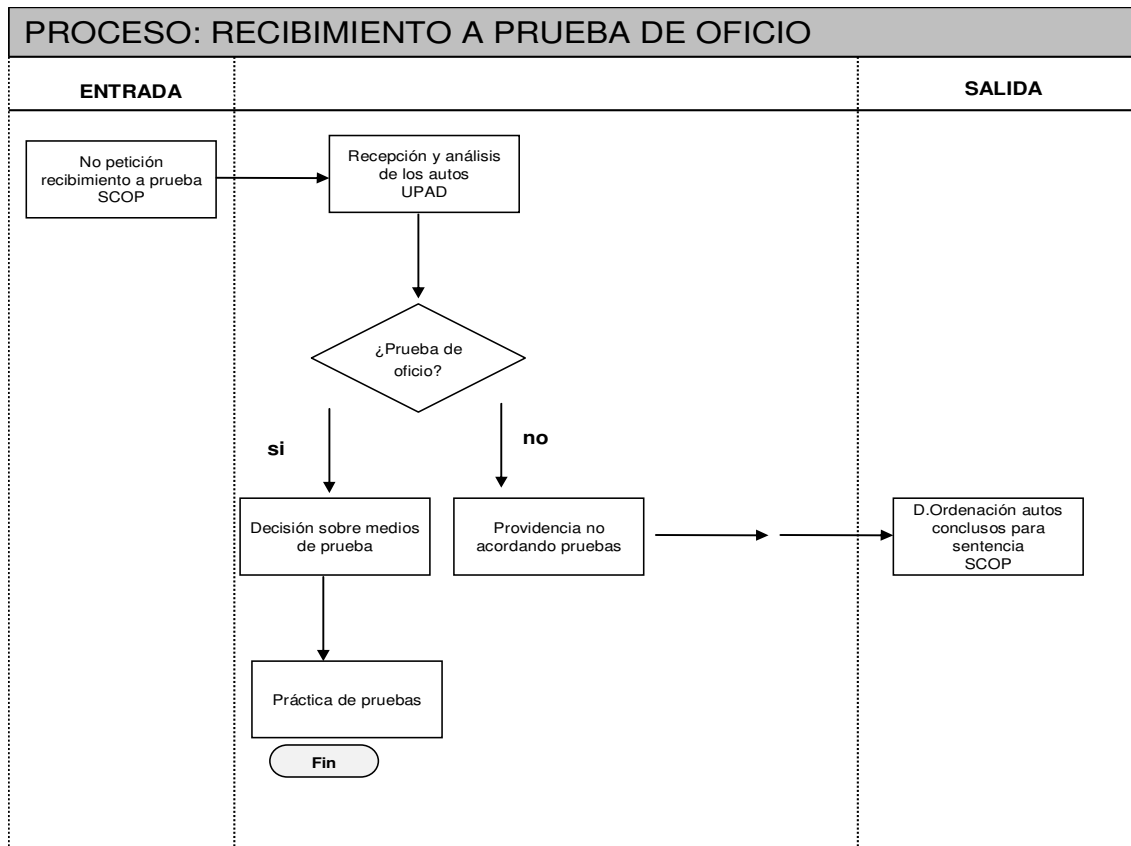 PROCESO: RECIBIMIENTO A PRUEBA DE OFICIO
ENTRADA
SALIDA
No petición
recibimiento a prueba
SCOP
Recepción y análisis
de los autos
UPAD
¿Prueba de
oficio?
si
no
Decisión sobre medios
de prueba
Providencia no
acordando pruebas
D.Ordenación autos
conclusos para
sentencia
SCOP
Práctica de pruebas
Fin